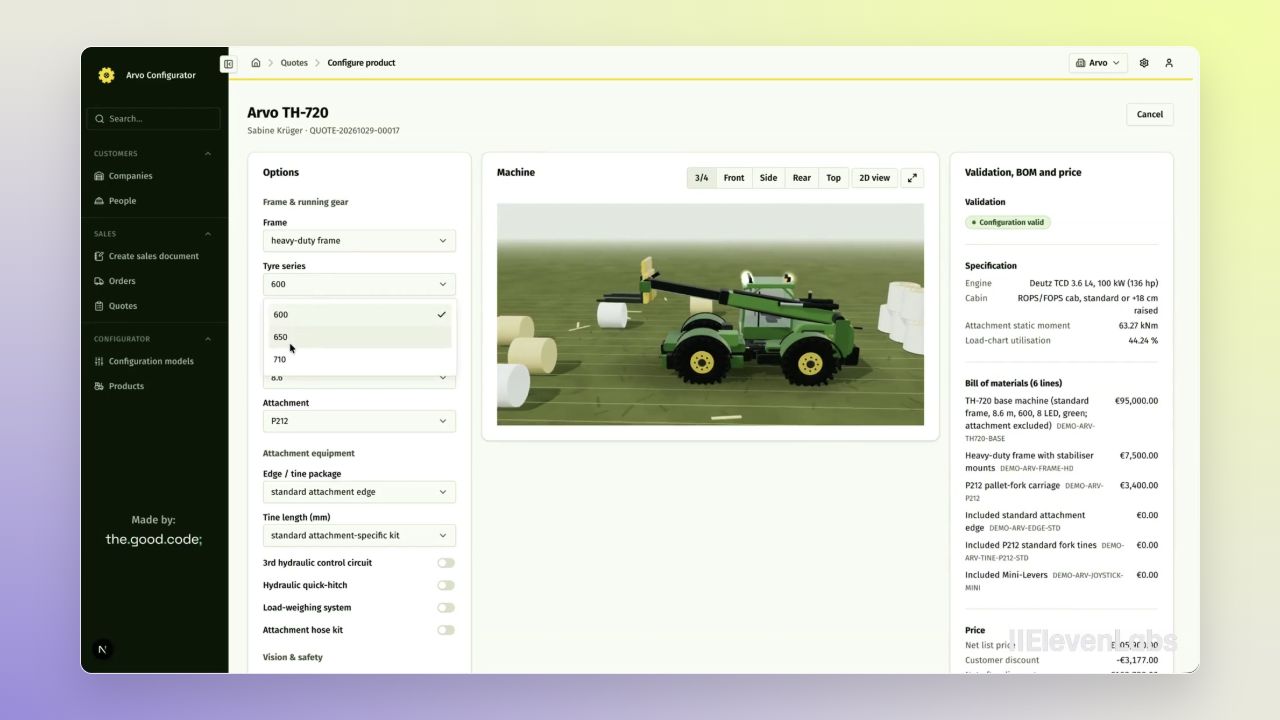 Arvo Configurator
Search...
CUSTOMERS
Companies
People
SALES
Create sales document
Orders
Quotes
CONFIGURATOR
Configuration models
Products
Made by:
the.good.code;
N
Quotes
Configure product
Arvo
Arvo TH-720
Sabine Krüger · QUOTE-20261029-00017
Cancel
Options
Frame & running gear
Frame
heavy-duty frame
Tyre series
600
600
650
710
8.6
Attachment
P212
Attachment equipment
Edge / tine package
standard attachment edge
Tine length (mm)
standard attachment-specific kit
3rd hydraulic control circuit
Hydraulic quick-hitch
Load-weighing system
Attachment hose kit
Vision & safety
Machine
3/4 Front Side Rear Top 2D view
Validation, BOM and price
Validation
Configuration valid
Specification
Engine Deutz TCD 3.6 L4, 100 kW (136 hp)
Cabin ROPS/FOPS cab, standard or +18 cm
raised
Attachment static moment 63.27 kNm
Load-chart utilisation 44.24 %
Bill of materials (6 lines)
TH-720 base machine (standard €95,000.00
frame, 8.6 m, 600, 8 LED, green;
attachment excluded) DEMO-ARV-
TH720-BASE
Heavy-duty frame with stabiliser €7,500.00
mounts DEMO-ARV-FRAME-HD
P212 pallet-fork carriage DEMO-ARV- €3,400.00
P212
Included standard attachment €0.00
edge DEMO-ARV-EDGE-STD
Included P212 standard fork tines DEMO- €0.00
ARV-TINE-P212-STD
Included Mini-Levers DEMO-ARV-JOYSTICK- €0.00
MINI
Price
Net list price
IIElevenLabs
Customer discount -€3,177.00